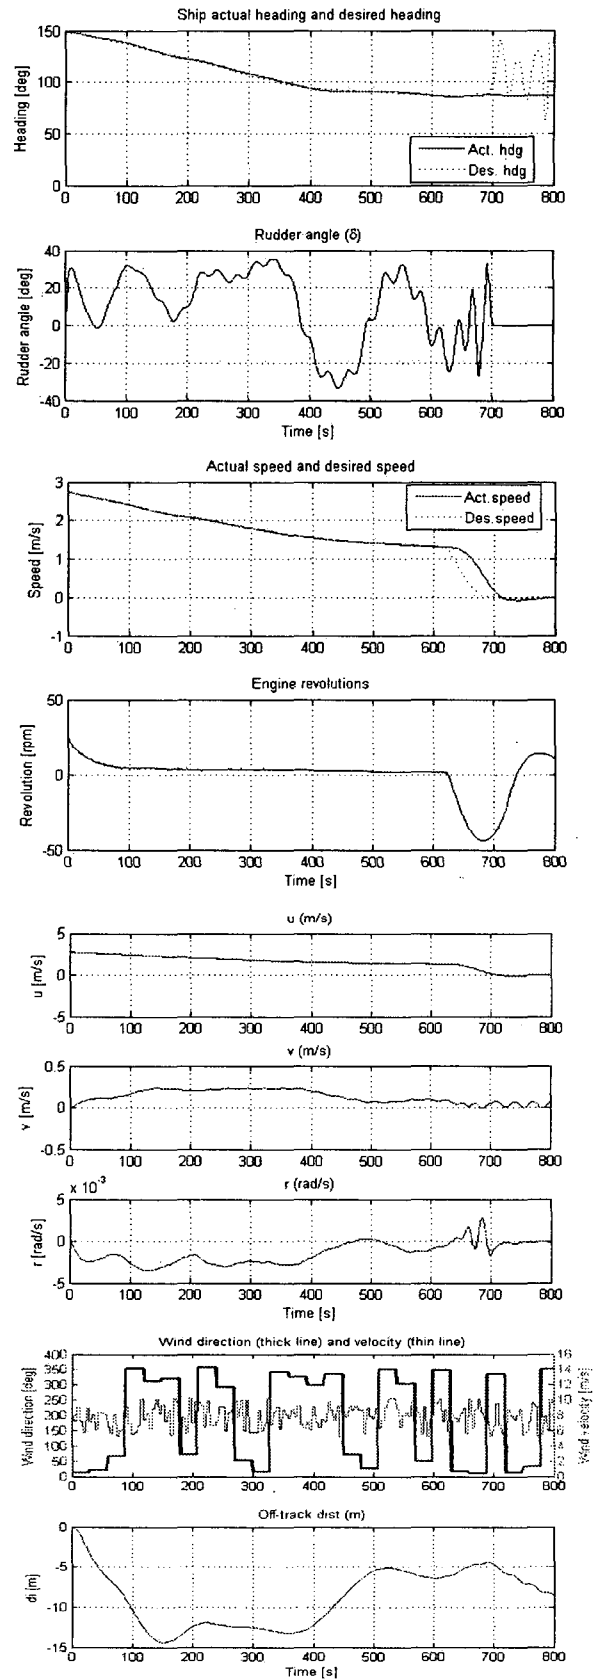 Ship actual heading and desired heading
Heading [deg]
150
100
50
0
0 100 200 300 400 500 600 700 800
Act. hdg
Des. hdg
Rudder angle (δ)
Rudder angle [deg]
40
20
0
-20
-40
0 100 200 300 400 500 600 700 800
Time [s]
Actual speed and desired speed
Speed [m/s]
3
2
1
0
-1
0 100 200 300 400 500 600 700 800
Act.speed
Des.speed
Engine revolutions
Revolution [rpm]
50
0
-50
0 100 200 300 400 500 600 700 800
Time [s]
u (m/s)
u [m/s]
5
0
-5
0 100 200 300 400 500 600 700 800
v (m/s)
v [m/s]
0.5
0
-0.5
0 100 200 300 400 500 600 700 800
x 10⁻³
r (rad/s)
r [rad/s]
5
0
-5
0 100 200 300 400 500 600 700 800
Time [s]
Wind direction (thick line) and velocity (thin line)
Wind direction [deg]
400
350
300
250
200
150
100
50
0
16
14
12
10
8
6
4
2
0
Wind velocity [m/s]
0 100 200 300 400 500 600 700 800
Off-track dist (m)
di [m]
0
-5
-10
-15
0 100 200 300 400 500 600 700 800
Time [s]